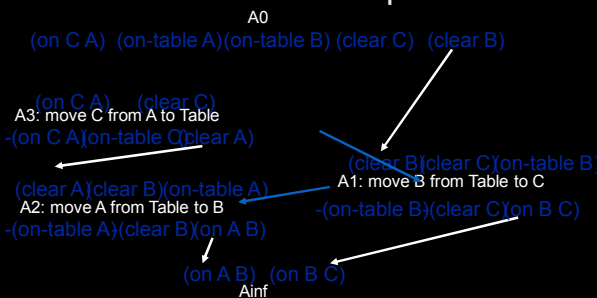 A0
(on C A) (on-table A)(on-table B) (clear C) (clear B)
(on C A) (clear C)
A3: move C from A to Table
-(on C A)(on-table C)(clear A)
(clear B)(clear C)(on-table B)
A1: move B from Table to C
-(on-table B)-(clear C)(on B C)
(clear A)(clear B)(on-table A)
A2: move A from Table to B
-(on-table A)-(clear B)(on A B)
(on A B) (on B C)
Ainf